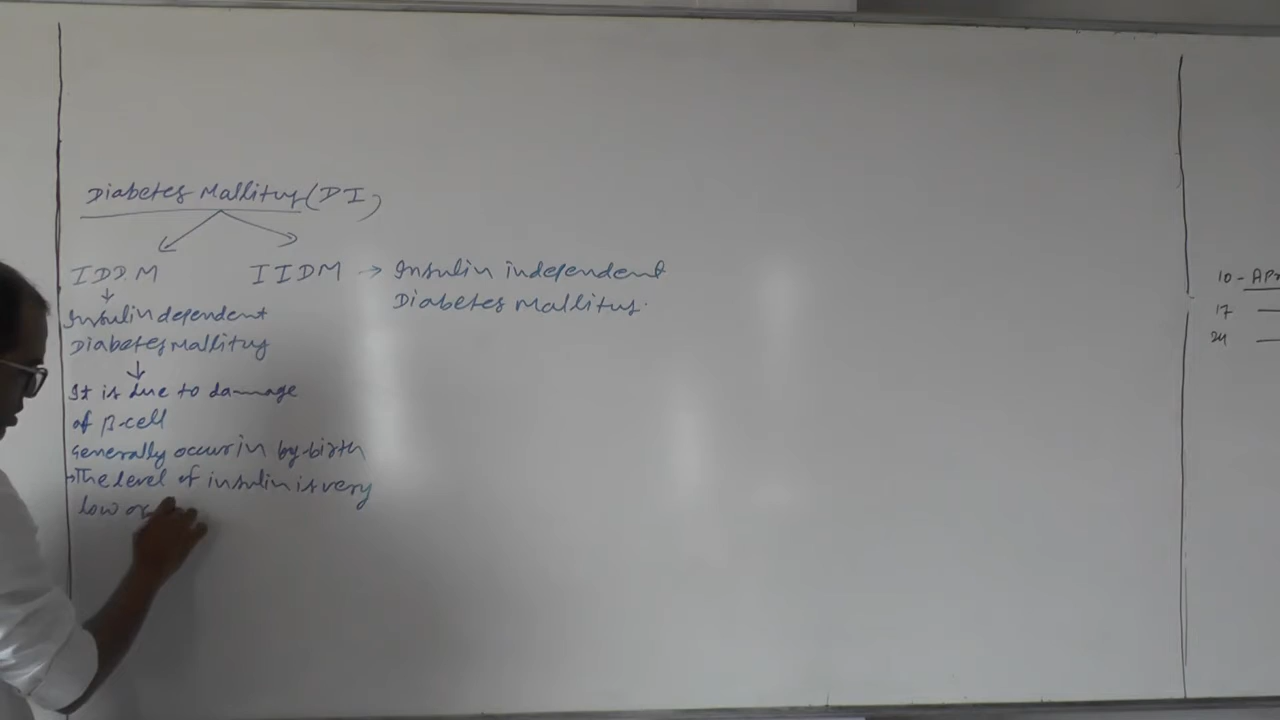 Diabetes Mallitus (DI)
IDDM
IIDM → Insulin independent
Diabetes Mallitus.
Insulin dependent
Diabetes Mallitus
It is due to damage
of β-cell
Generally occur in by-birth
→The level of insulin is very
low or
10 - Apr
17 —
24 —